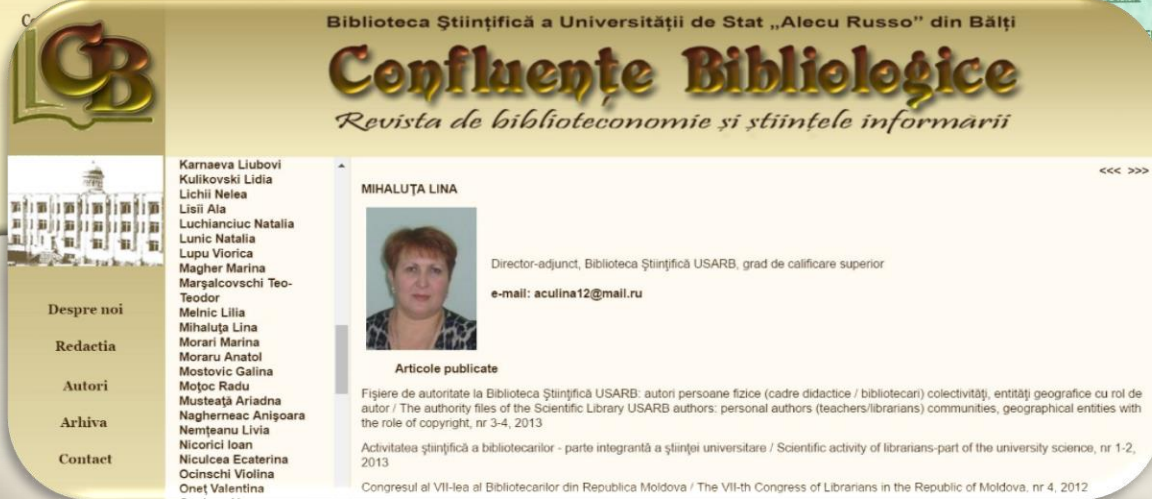 Biblioteca Ştiinţifică a Universităţii de Stat „Alecu Russo” din Bălţi
CB
Confluenţe Bibliologice
Revista de biblioteconomie şi ştiinţele informării
Despre noi
Redactia
Autori
Arhiva
Contact
Karnaeva Liubovi
Kulikovski Lidia
Lichii Nelea
Lisîi Ala
Luchianciuc Natalia
Lunic Natalia
Lupu Viorica
Magher Marina
Marşalcovschi Teo-
Teodor
Melnic Lilia
Mihaluţa Lina
Morari Marina
Moraru Anatol
Mostovic Galina
Moţoc Radu
Musteaţă Ariadna
Nagherneac Anişoara
Nemţeanu Livia
Nicorici Ioan
Niculcea Ecaterina
Ocinschi Violina
Oneţ Valentina
<<< >>>
MIHALUŢA LINA
Director-adjunct, Biblioteca Ştiinţifică USARB, grad de calificare superior
e-mail: aculina12@mail.ru
Articole publicate
Fişiere de autoritate la Biblioteca Ştiinţifică USARB: autori persoane fizice (cadre didactice / bibliotecari) colectivităţi, entităţi geografice cu rol de
autor / The authority files of the Scientific Library USARB authors: personal authors (teachers/librarians) communities, geographical entities with
the role of copyright, nr 3-4, 2013
Activitatea ştiinţifică a bibliotecarilor - parte integrantă a ştiinţei universitare / Scientific activity of librarians-part of the university science, nr 1-2,
2013
Congresul al VII-lea al Bibliotecarilor din Republica Moldova / The VII-th Congress of Librarians in the Republic of Moldova, nr 4, 2012